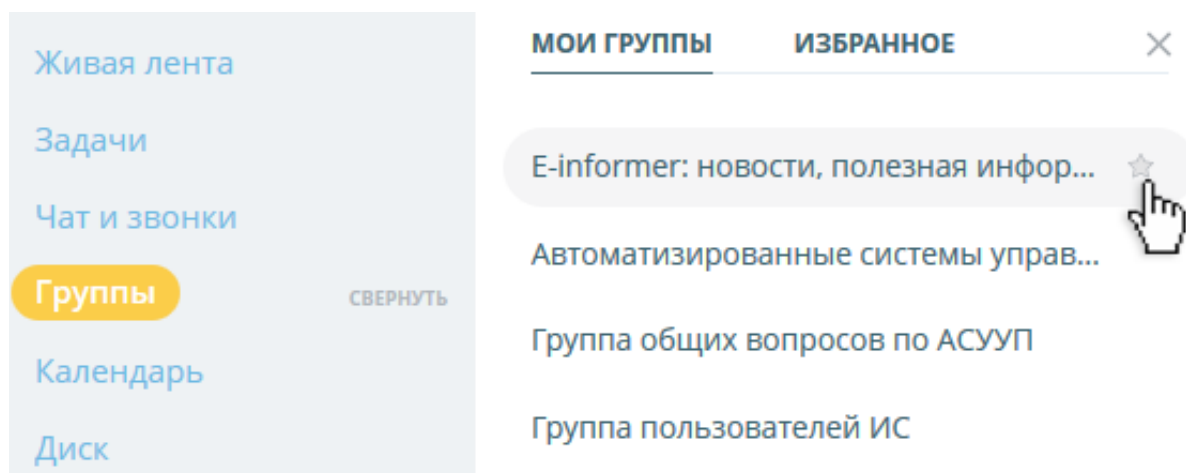 Живая лента
Задачи
Чат и звонки
Группы
СВЕРНУТЬ
Календарь
Диск
МОИ ГРУППЫ
ИЗБРАННОЕ
E-informer: новости, полезная инфор...
Автоматизированные системы управ...
Группа общих вопросов по АСУУП
Группа пользователей ИС